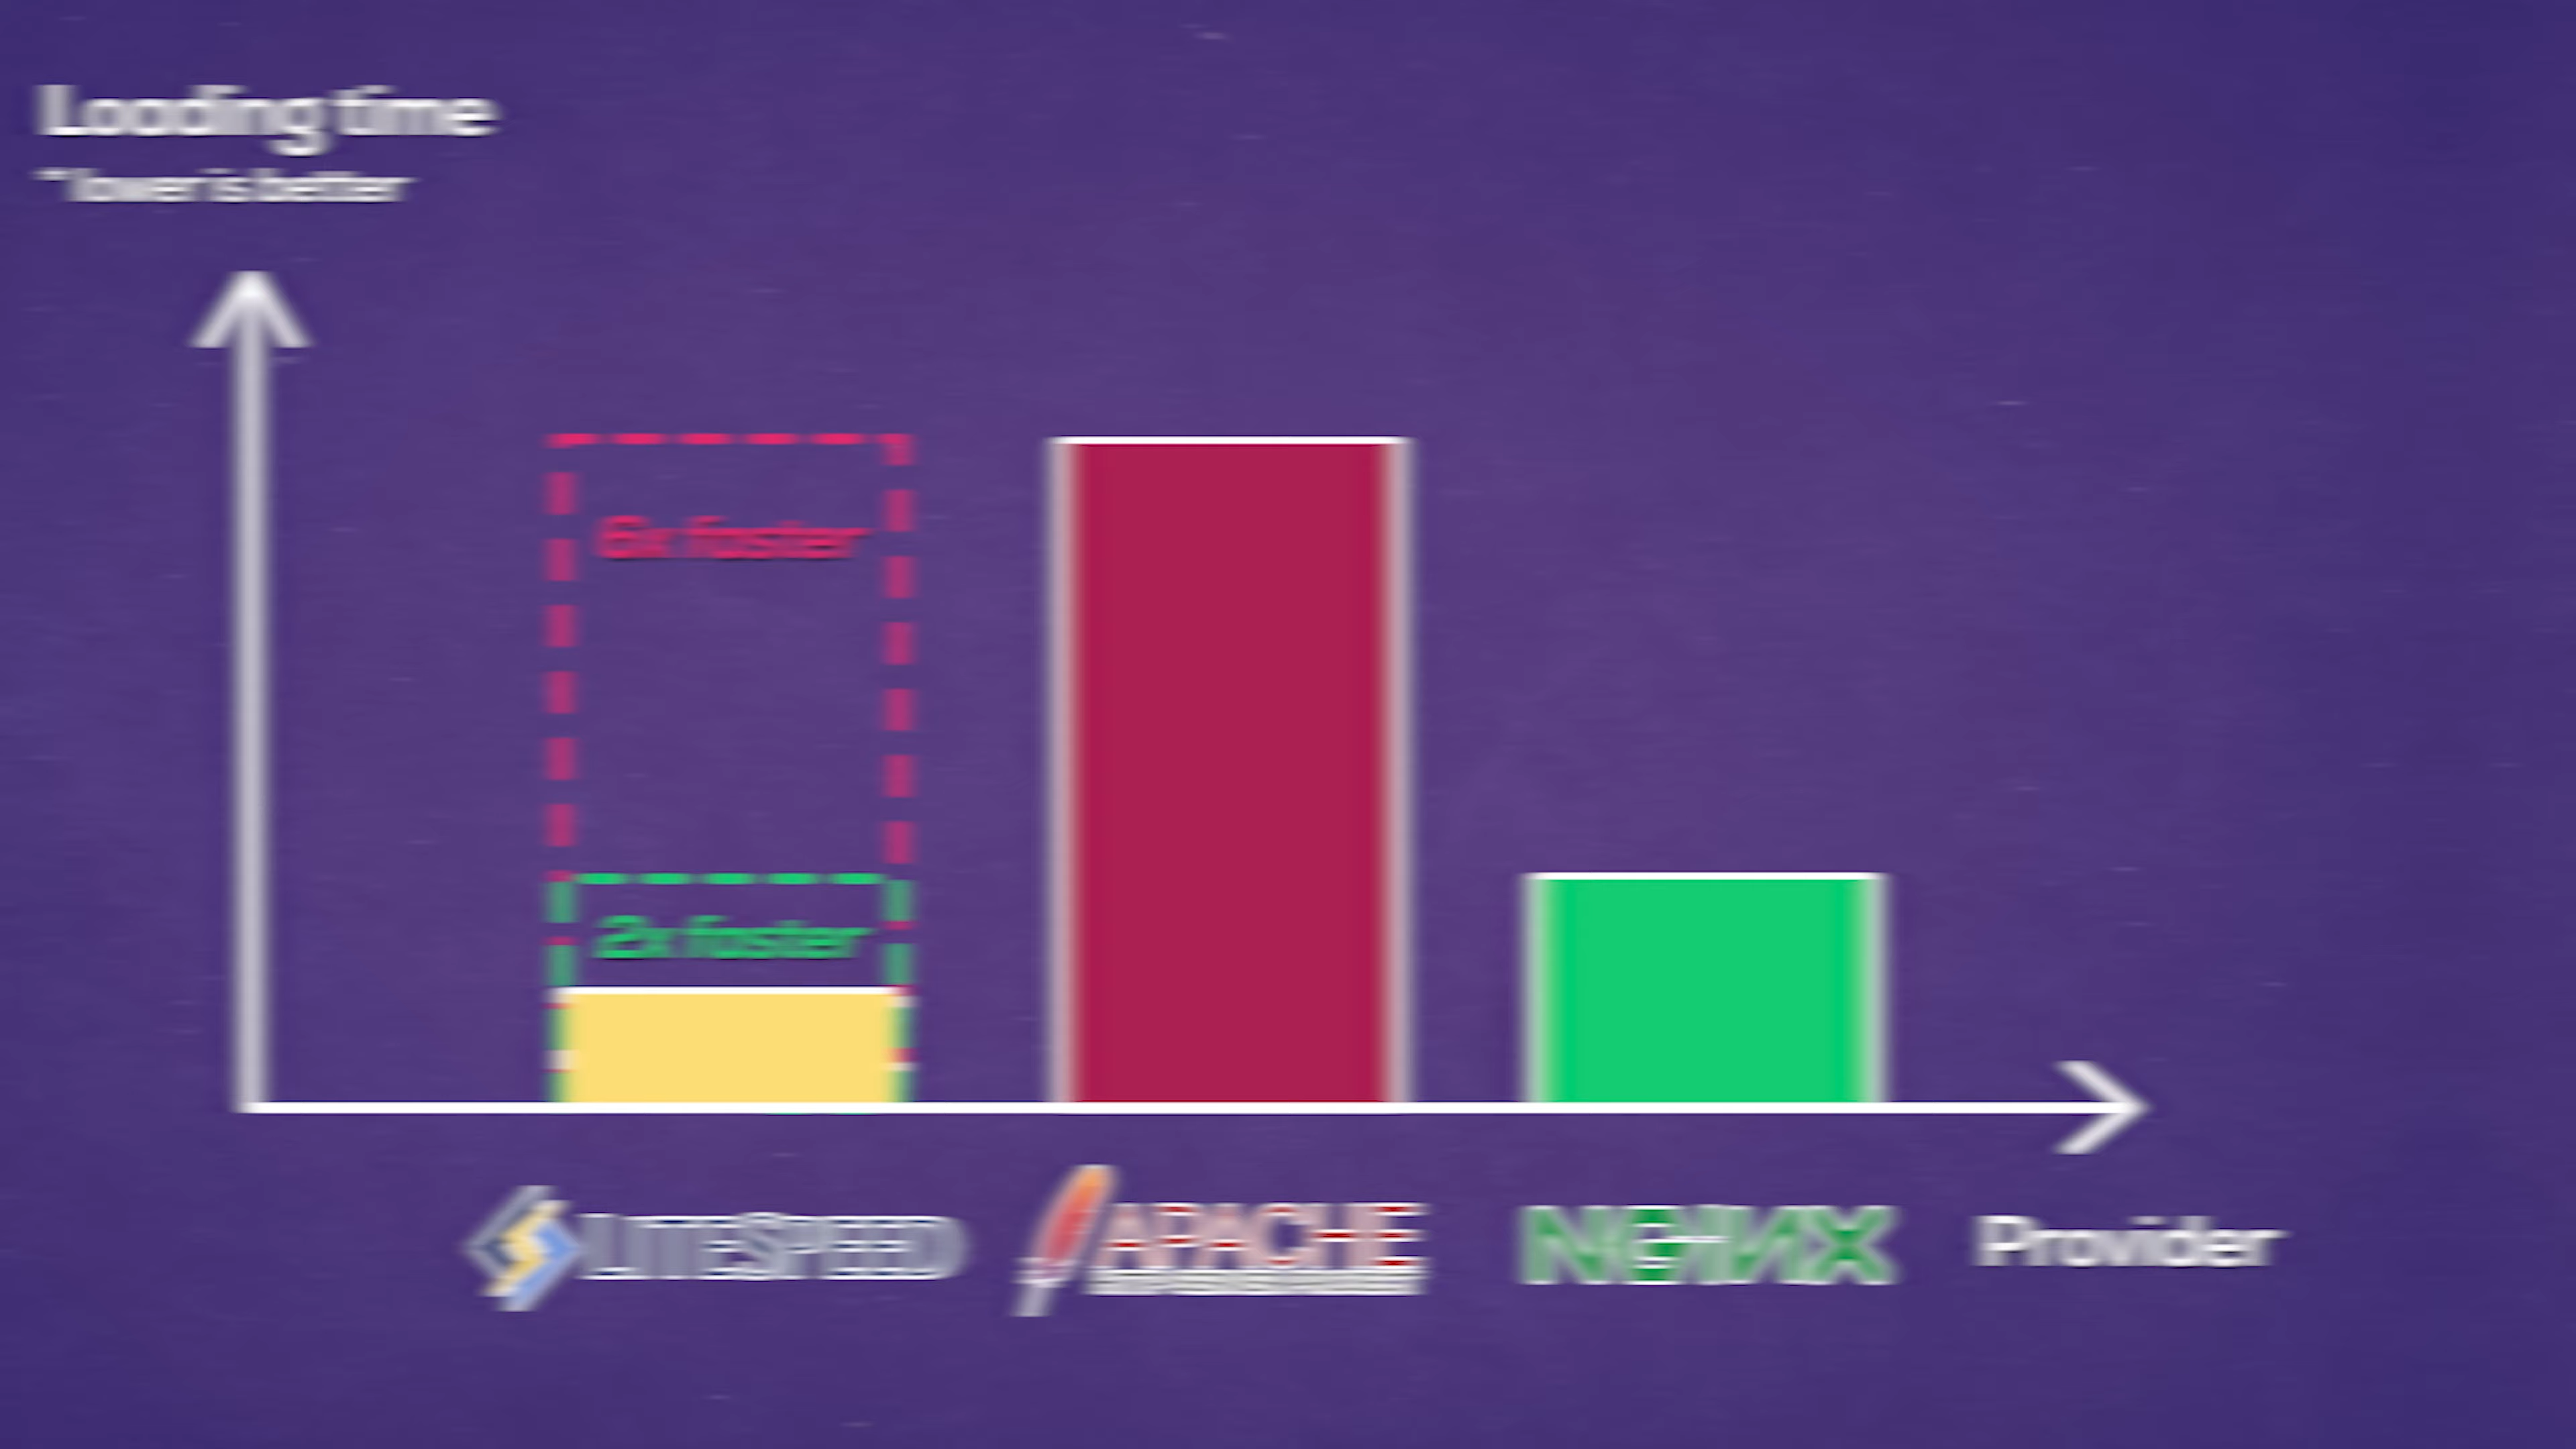 Loading time
*lower is better
6x faster
2x faster
LITESPEED
APACHE
NGINX
Provider